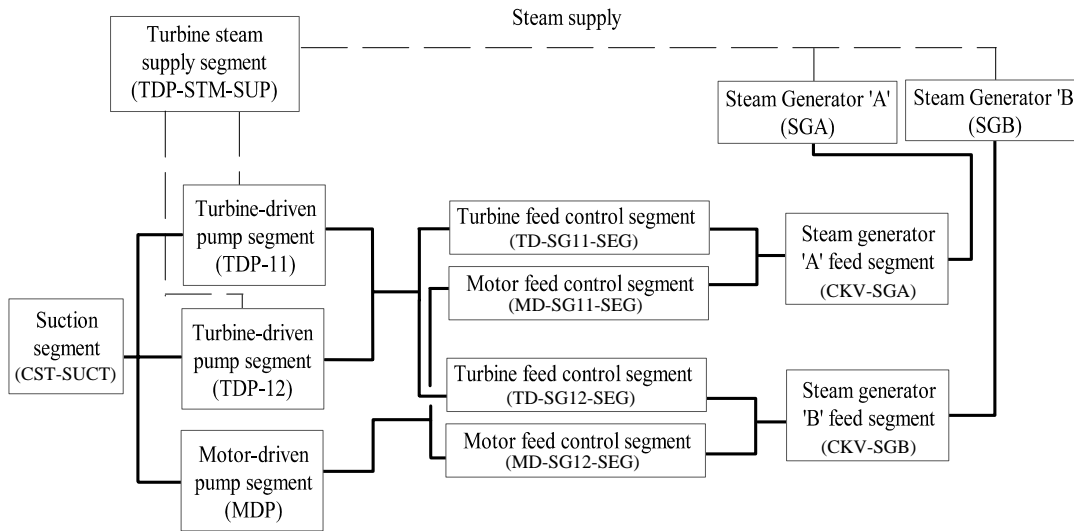 Steam supply
Turbine steam
supply segment
(TDP-STM-SUP)
Steam Generator 'A'
(SGA)
Steam Generator 'B
(SGB)
Turbine-driven
pump segment
(TDP-11)
Turbine feed control segment
(TD-SG11-SEG)
Motor feed control segment
(MD-SG11-SEG)
Steam generator
'A' feed segment
(CKV-SGA)
Suction
segment
(CST-SUCT)
Turbine-driven
pump segment
(TDP-12)
Turbine feed control segment
(TD-SG12-SEG)
Motor feed control segment
(MD-SG12-SEG)
Steam generator
'B' feed segment
(CKV-SGB)
Motor-driven
pump segment
(MDP)